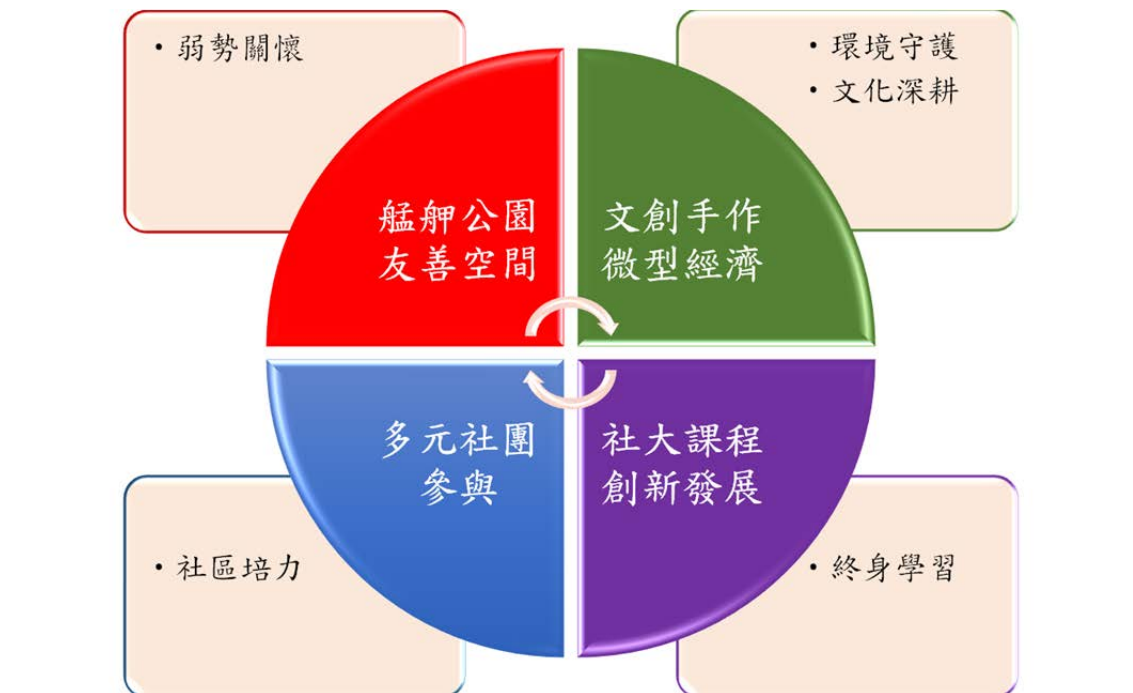 ・弱勢關懷
・環境守護
・文化深耕
艋舺公園
友善空間
文創手作
微型經濟
多元社團
參與
社大課程
創新發展
・社區培力
・終身學習